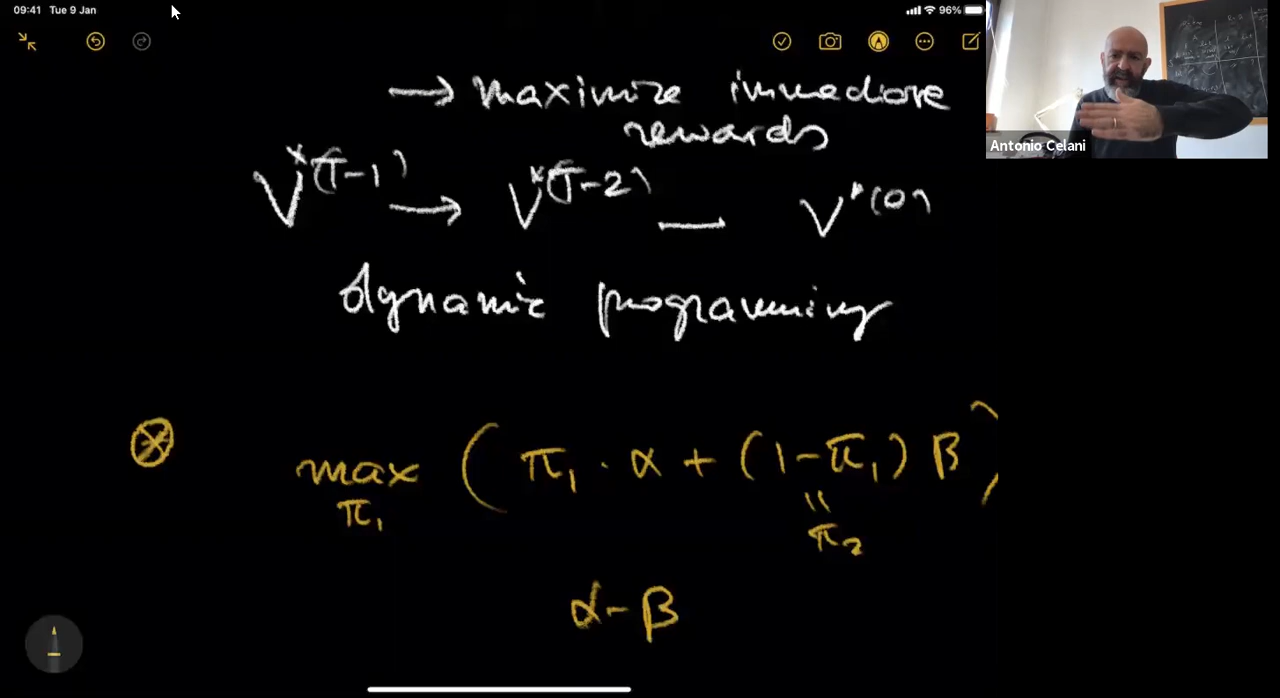 09:41 Tue 9 Jan
96%
→ maximize immediate
rewards
V*(T-1) → V*(T-2) — V*(0)
dynamic programming
Antonio Celani
⊗ max (π₁ · α + (1-π₁) β)
π₁
=
π₂
α - β